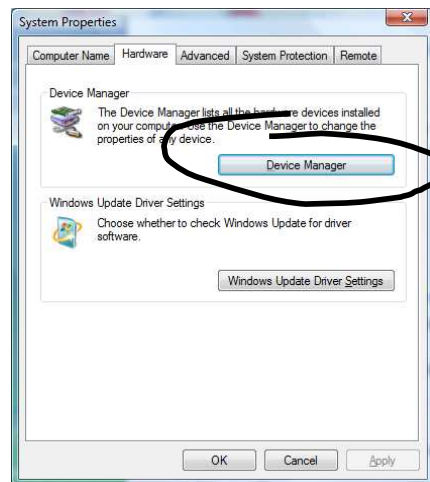 System Properties
Computer Name Hardware Advanced System Protection Remote
Device Manager
The Device Manager lists all the hardware devices installed
on your computer. Use the Device Manager to change the
properties of any device.
Device Manager
Windows Update Driver Settings
Choose whether to check Windows Update for driver
software.
Windows Update Driver Settings
OK Cancel Apply